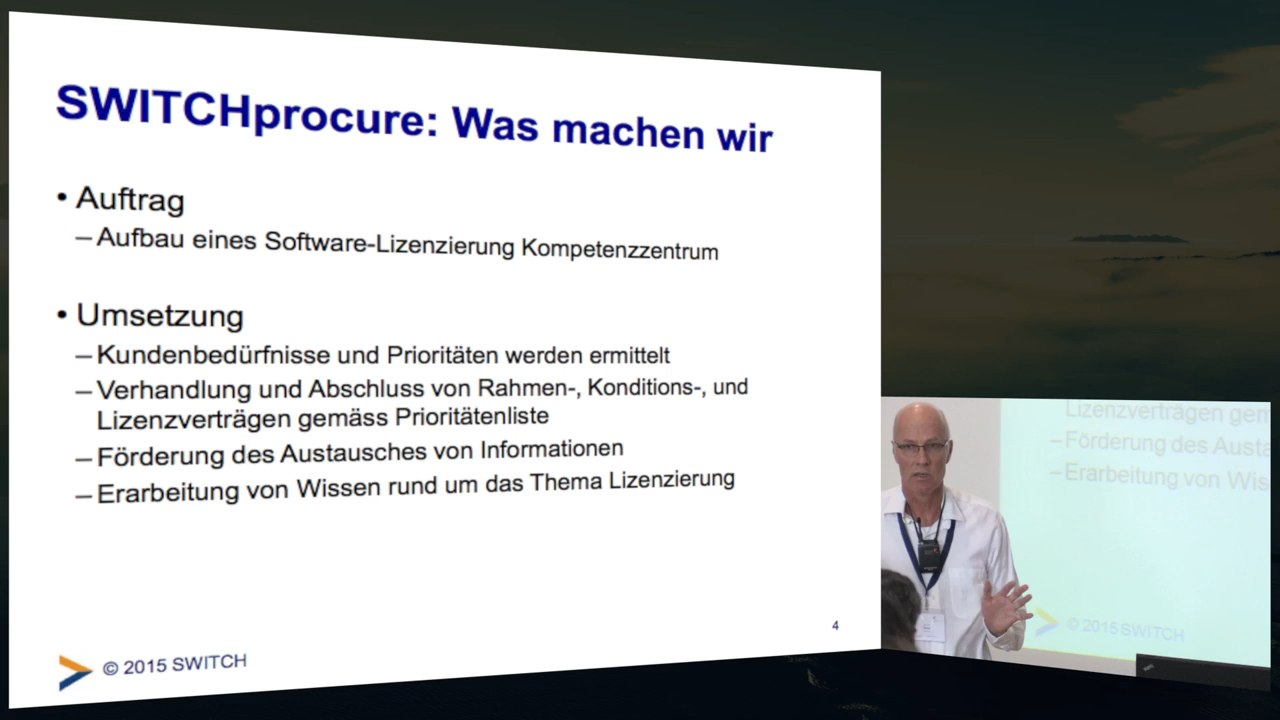 SWITCHprocure: Was machen wir
• Auftrag
– Aufbau eines Software-Lizenzierung Kompetenzzentrum
• Umsetzung
– Kundenbedürfnisse und Prioritäten werden ermittelt
– Verhandlung und Abschluss von Rahmen-, Konditions-, und
Lizenzverträgen gemäss Prioritätenliste
– Förderung des Austausches von Informationen
– Erarbeitung von Wissen rund um das Thema Lizenzierung
4
© 2015 SWITCH
Lizenzverträgen gem
– Förderung des Austa
– Erarbeitung von Wis
© 2015 SWITCH